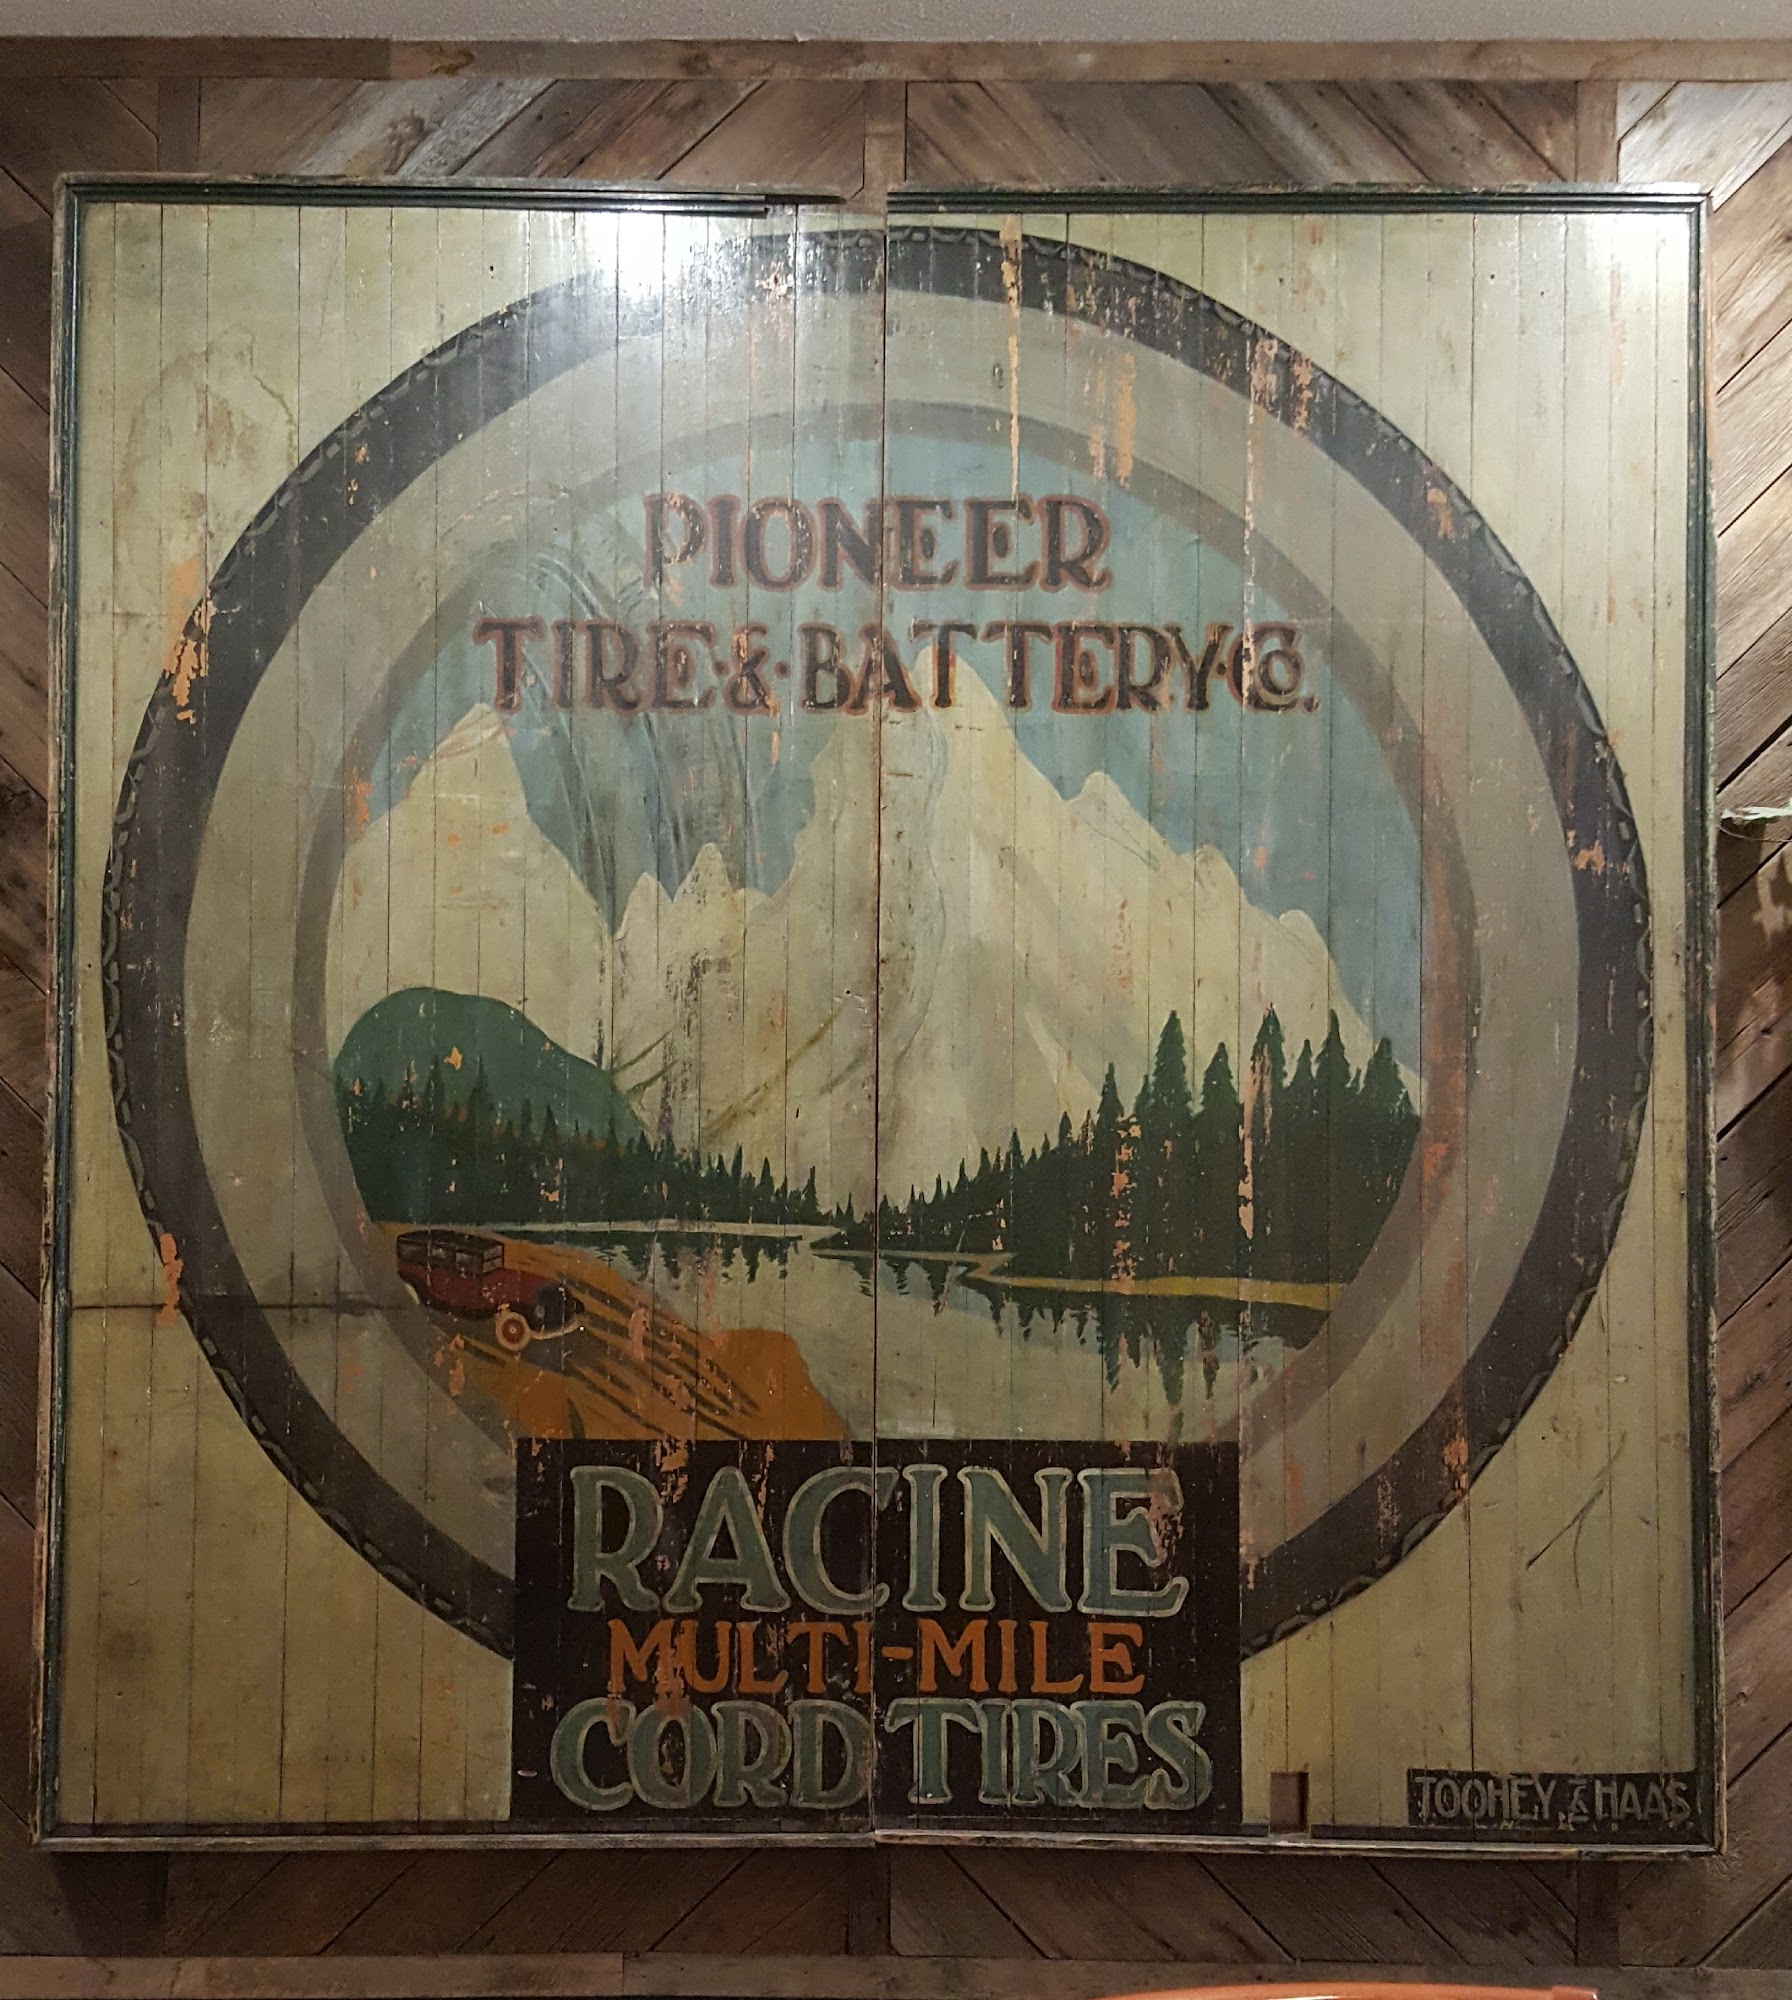 PIONEER
TIRE·&·BATTERY·CO.
RACINE
MULTI-MILE
CORD TIRES
TOOHEY & HAAS